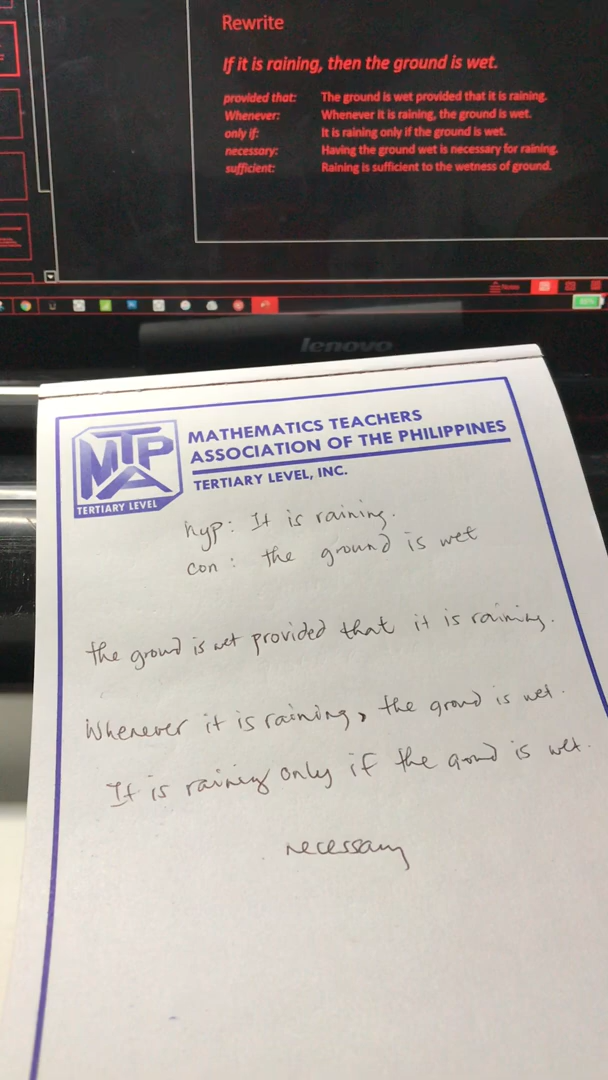 Rewrite
If it is raining, then the ground is wet.
provided that: The ground is wet provided that it is raining.
Whenever: Whenever it is raining, the ground is wet.
only if: It is raining only if the ground is wet.
necessary: Having the ground wet is necessary for raining.
sufficient: Raining is sufficient to the wetness of ground.
Notes
lenovo
MTAP
TERTIARY LEVEL
MATHEMATICS TEACHERS
ASSOCIATION OF THE PHILIPPINES
TERTIARY LEVEL, INC.
hyp: It is raining.
con: the ground is wet
the ground is wet provided that it is raining.
Whenever it is raining, the ground is wet.
It is raining only if the gound is wet.
necessary